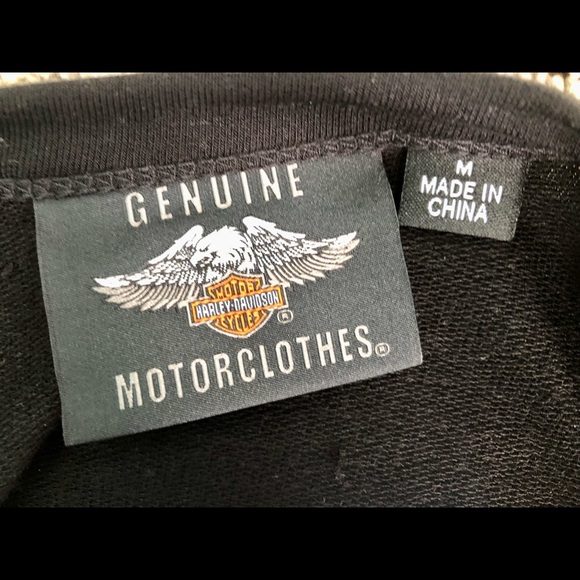 GENUINE
MOTOR
HARLEY-DAVIDSON
CYCLES
®
MOTORCLOTHES®
M
MADE IN
CHINA